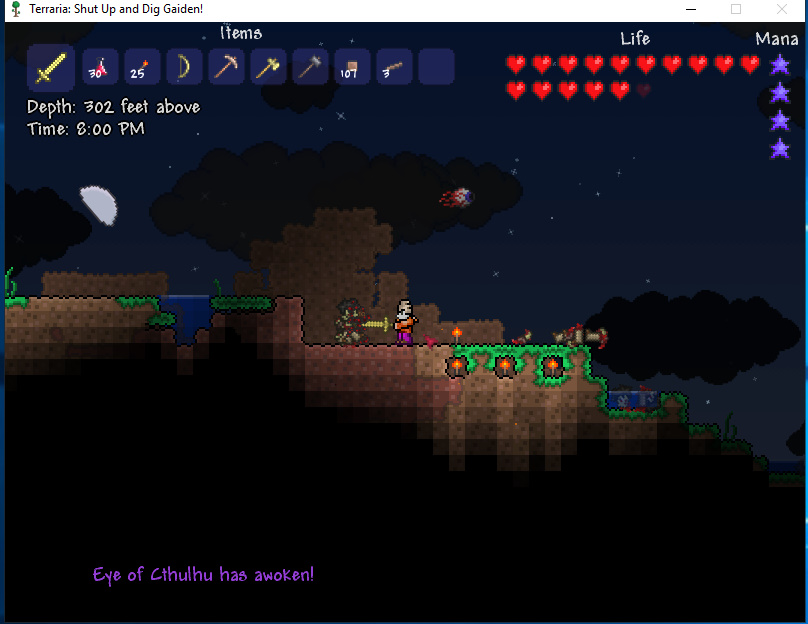 Terraria: Shut Up and Dig Gaiden!
Items
Life
Mana
30
25
107
3
Depth: 302 feet above
Time: 8:00 PM
Eye of Cthulhu has awoken!